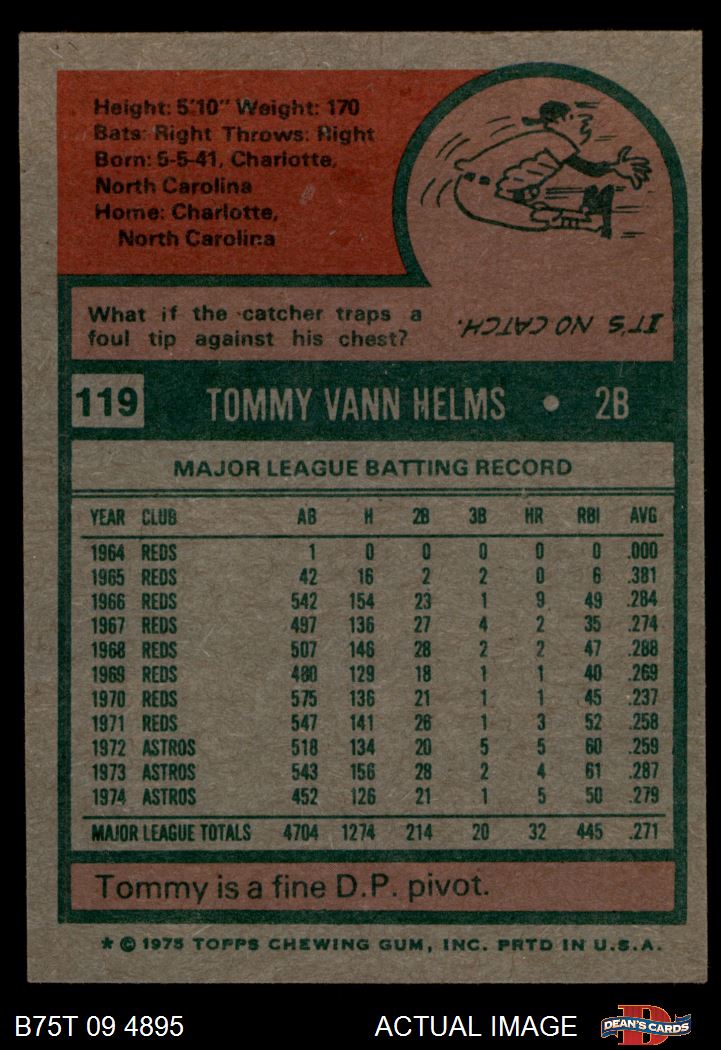 Height: 5'10" Weight: 170
Bats: Right Throws: Right
Born: 5-5-41, Charlotte,
North Carolina
Home: Charlotte,
North Carolina
What if the catcher traps a
foul tip against his chest?
IT'S NO CATCH.
119 TOMMY VANN HELMS • 2B
MAJOR LEAGUE BATTING RECORD
YEAR CLUB AB H 2B 3B HR RBI AVG
1964 REDS 1 0 0 0 0 0 .000
1965 REDS 42 16 2 2 0 6 .381
1966 REDS 542 154 23 1 9 49 .284
1967 REDS 497 136 27 4 2 35 .274
1968 REDS 507 146 28 2 2 47 .288
1969 REDS 480 129 18 1 1 40 .269
1970 REDS 575 136 21 1 1 45 .237
1971 REDS 547 141 26 1 3 52 .258
1972 ASTROS 518 134 20 5 5 60 .259
1973 ASTROS 543 156 28 2 4 61 .287
1974 ASTROS 452 126 21 1 5 50 .279
MAJOR LEAGUE TOTALS 4704 1274 214 20 32 445 .271
Tommy is a fine D.P. pivot.
* © 1975 TOPPS CHEWING GUM, INC. PRTD IN U.S.A.
B75T 09 4895 ACTUAL IMAGE DEAN'S CARDS